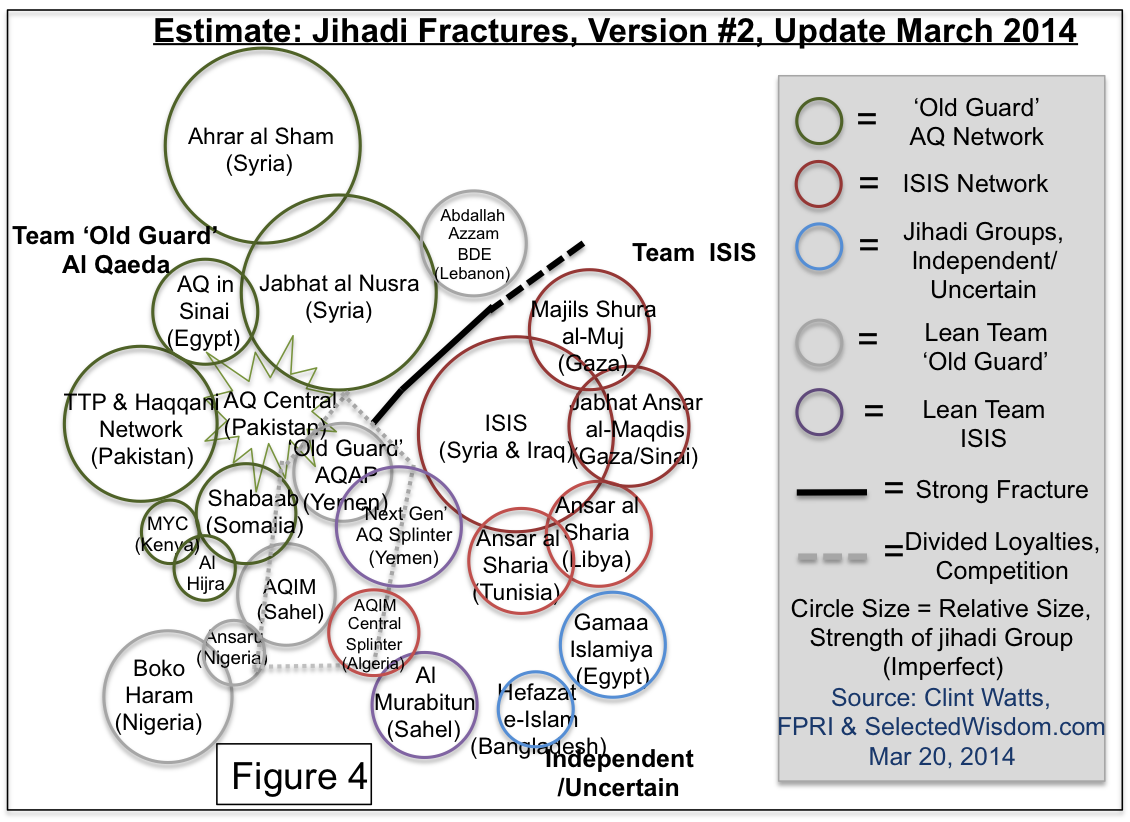 Estimate: Jihadi Fractures, Version #2, Update March 2014
Ahrar al Sham
(Syria)
Team ‘Old Guard’
Al Qaeda
Abdallah
Azzam
BDE
(Lebanon)
Team  ISIS
AQ in
Sinai
(Egypt)
Jabhat al Nusra
(Syria)
Majils Shura
al-Muj
(Gaza)
TTP & Haqqani
Network
(Pakistan)
AQ Central
(Pakistan)
ISIS
(Syria & Iraq)
Jabhat Ansar
al-Maqdis
(Gaza/Sinai)
‘Old Guard’
AQAP
(Yemen)
Shabaab
(Somalia)
‘Next Gen’
AQ Splinter
(Yemen)
Ansar al
Sharia
(Libya)
MYC
(Kenya)
Al
Hijra
Ansar al
Sharia
(Tunisia)
AQIM
(Sahel)
AQIM
Central
Splinter
(Algeria)
Gamaa
Islamiya
(Egypt)
Ansaru
(Nigeria)
Boko
Haram
(Nigeria)
Al
Murabitun
(Sahel)
Hefazat
e-Islam
(Bangladesh)
Independent
/Uncertain
Figure 4
= ‘Old Guard’
AQ Network
= ISIS Network
= Jihadi Groups,
Independent/
Uncertain
= Lean Team
‘Old Guard’
= Lean Team
ISIS
= Strong Fracture
=Divided Loyalties,
Competition
Circle Size = Relative Size,
Strength of jihadi Group
(Imperfect)
Source: Clint Watts,
FPRI & SelectedWisdom.com
Mar 20, 2014